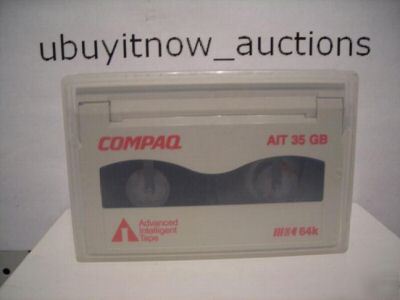 ubuyitnow_auctions
COMPAQ
AIT 35 GB
Advanced
Intelligent
Tape
64k